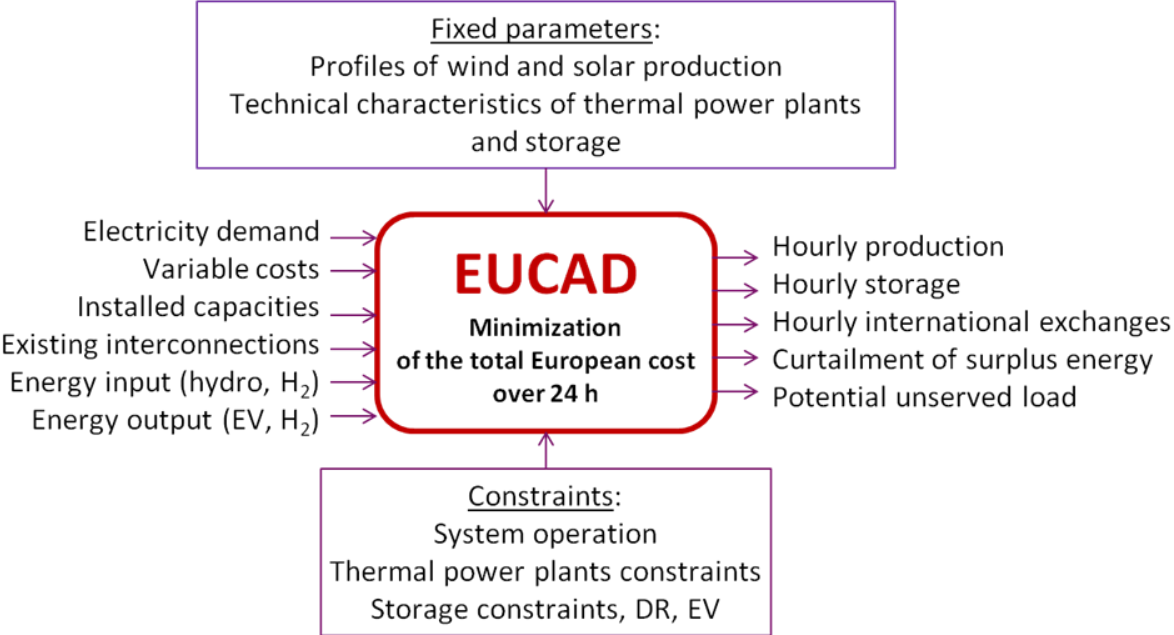 Fixed parameters:
Profiles of wind and solar production
Technical characteristics of thermal power plants
and storage
Electricity demand
Variable costs
Installed capacities
Existing interconnections
Energy input (hydro, H₂)
Energy output (EV, H₂)
EUCAD
Minimization
of the total European cost
over 24 h
Hourly production
Hourly storage
Hourly international exchanges
Curtailment of surplus energy
Potential unserved load
Constraints:
System operation
Thermal power plants constraints
Storage constraints, DR, EV